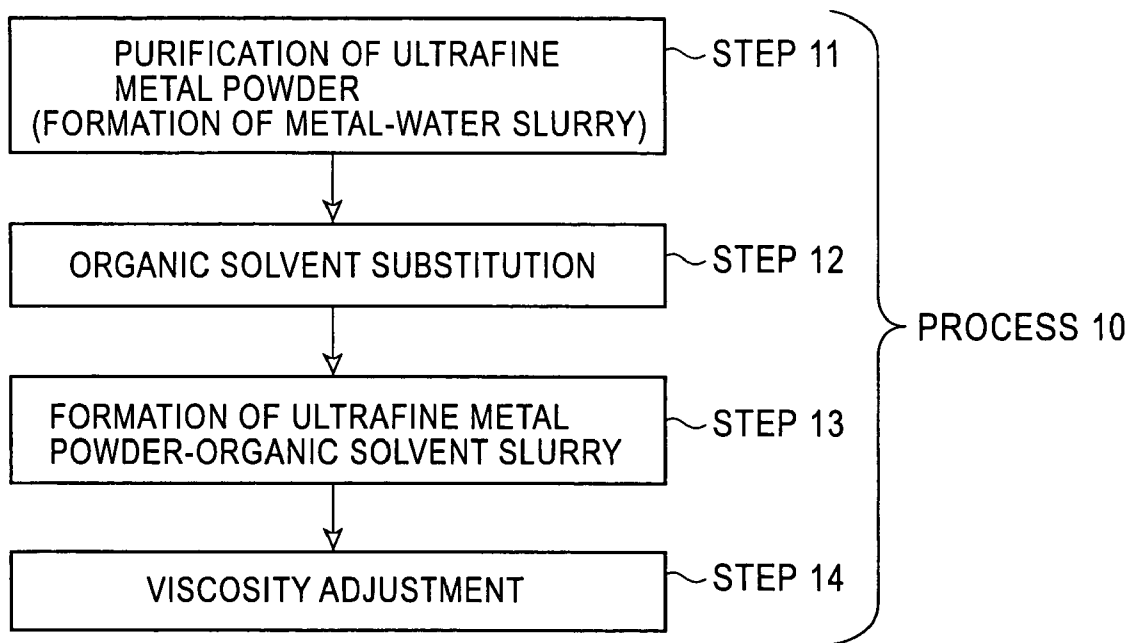 PURIFICATION OF ULTRAFINE
METAL POWDER
(FORMATION OF METAL-WATER SLURRY)
STEP 11
ORGANIC SOLVENT SUBSTITUTION
STEP 12
PROCESS 10
FORMATION OF ULTRAFINE METAL
POWDER-ORGANIC SOLVENT SLURRY
STEP 13
VISCOSITY ADJUSTMENT
STEP 14